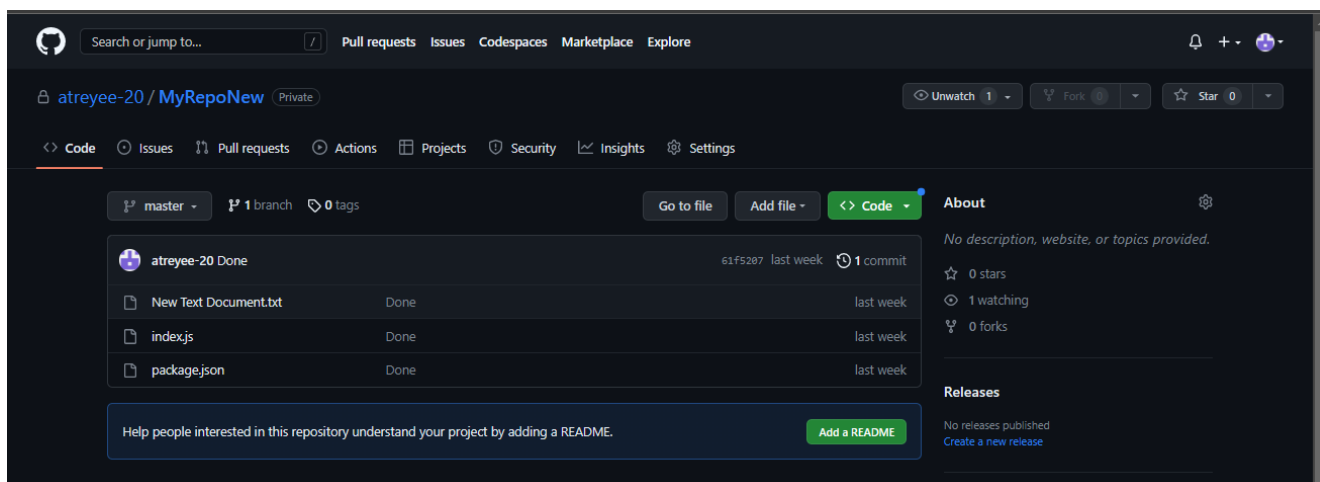 Search or jump to... /
Pull requests Issues Codespaces Marketplace Explore
atreyee-20 / MyRepoNew Private
Unwatch 1 Fork 0 Star 0
Code Issues Pull requests Actions Projects Security Insights Settings
master 1 branch 0 tags Go to file Add file Code
atreyee-20 Done 61f5207 last week 1 commit
New Text Document.txt Done last week
index.js Done last week
package.json Done last week
Help people interested in this repository understand your project by adding a README. Add a README
About
No description, website, or topics provided.
0 stars
1 watching
0 forks
Releases
No releases published
Create a new release